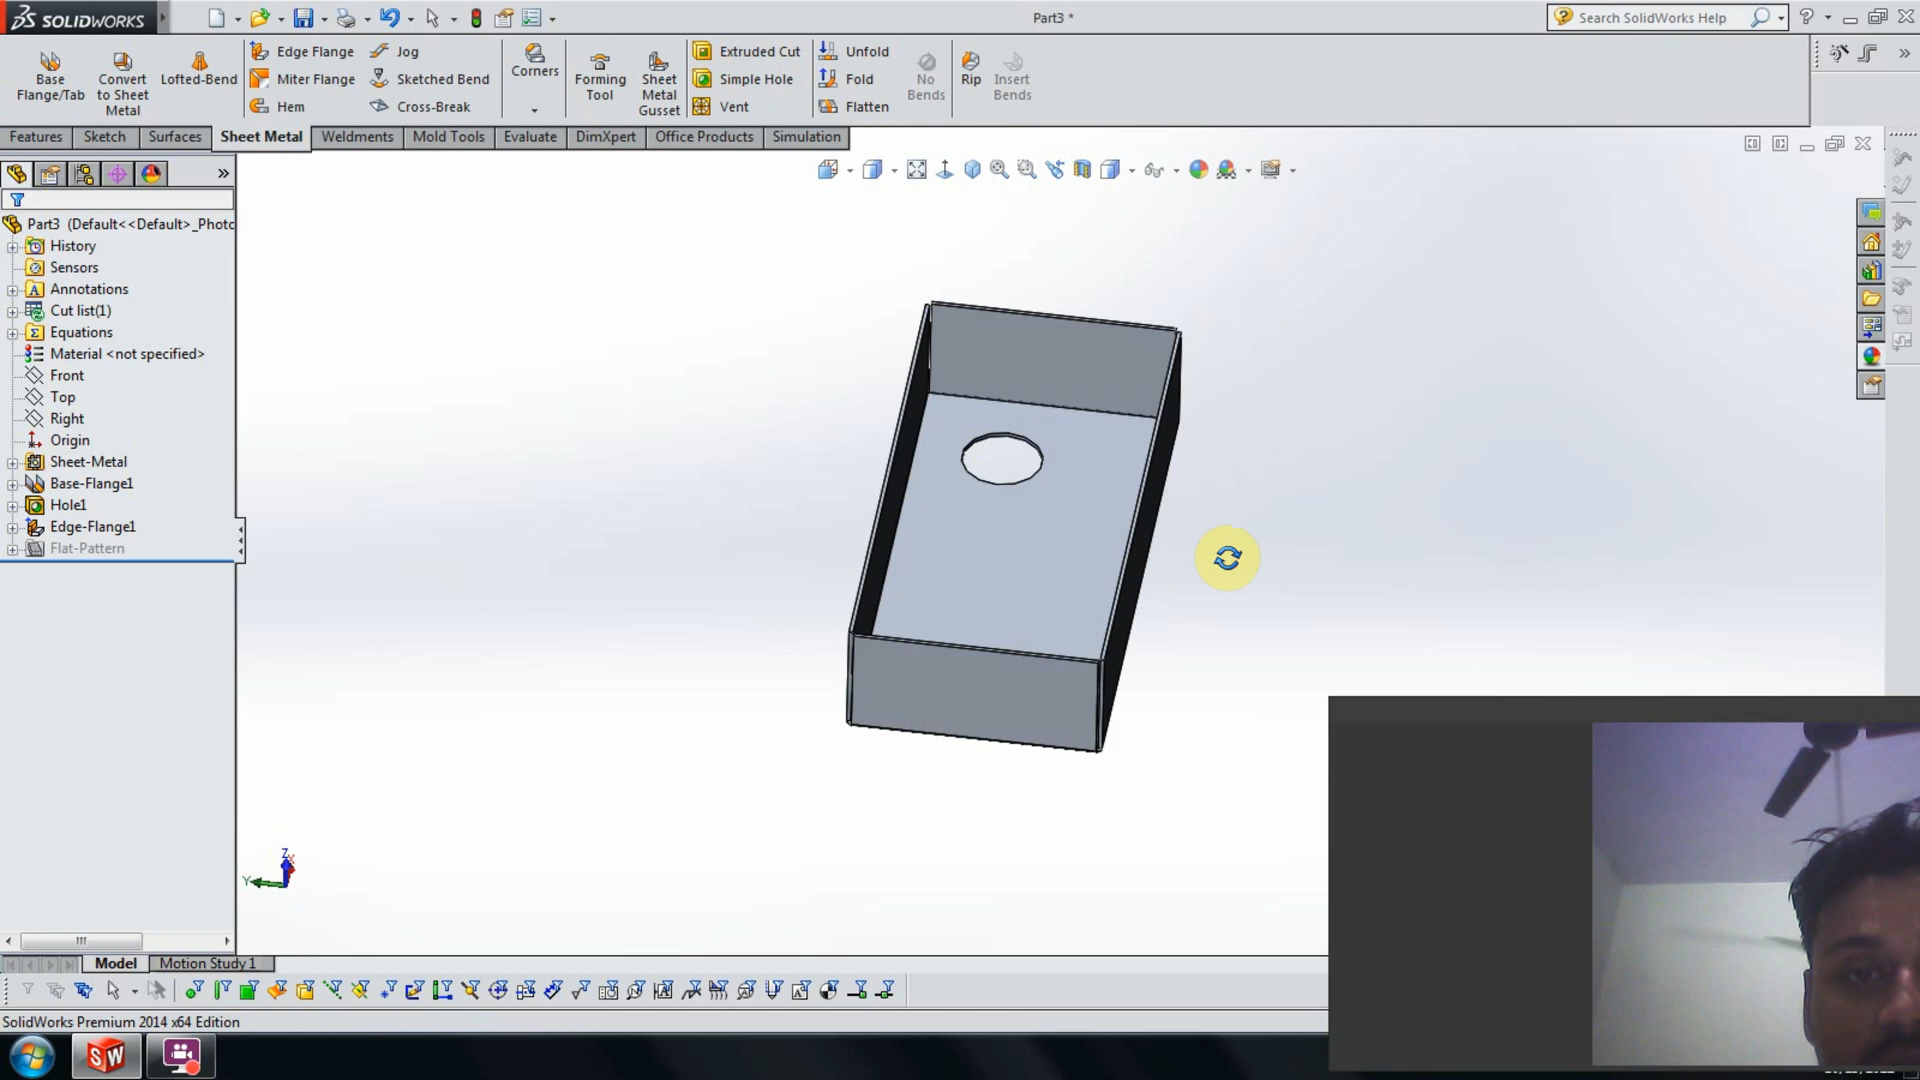 SOLIDWORKS
Part3 *
Search SolidWorks Help
Base Flange/Tab
Convert to Sheet Metal
Lofted-Bend
Edge Flange
Miter Flange
Hem
Jog
Sketched Bend
Cross-Break
Corners
Forming Tool
Sheet Metal Gusset
Extruded Cut
Simple Hole
Vent
Unfold
Fold
Flatten
No Bends
Rip
Insert Bends
Features
Sketch
Surfaces
Sheet Metal
Weldments
Mold Tools
Evaluate
DimXpert
Office Products
Simulation
Part3 (Default<<Default>_Photo
History
Sensors
Annotations
Cut list(1)
Equations
Material <not specified>
Front
Top
Right
Origin
Sheet-Metal
Base-Flange1
Hole1
Edge-Flange1
Flat-Pattern
Z
Y
Model
Motion Study 1
SolidWorks Premium 2014 x64 Edition
SW